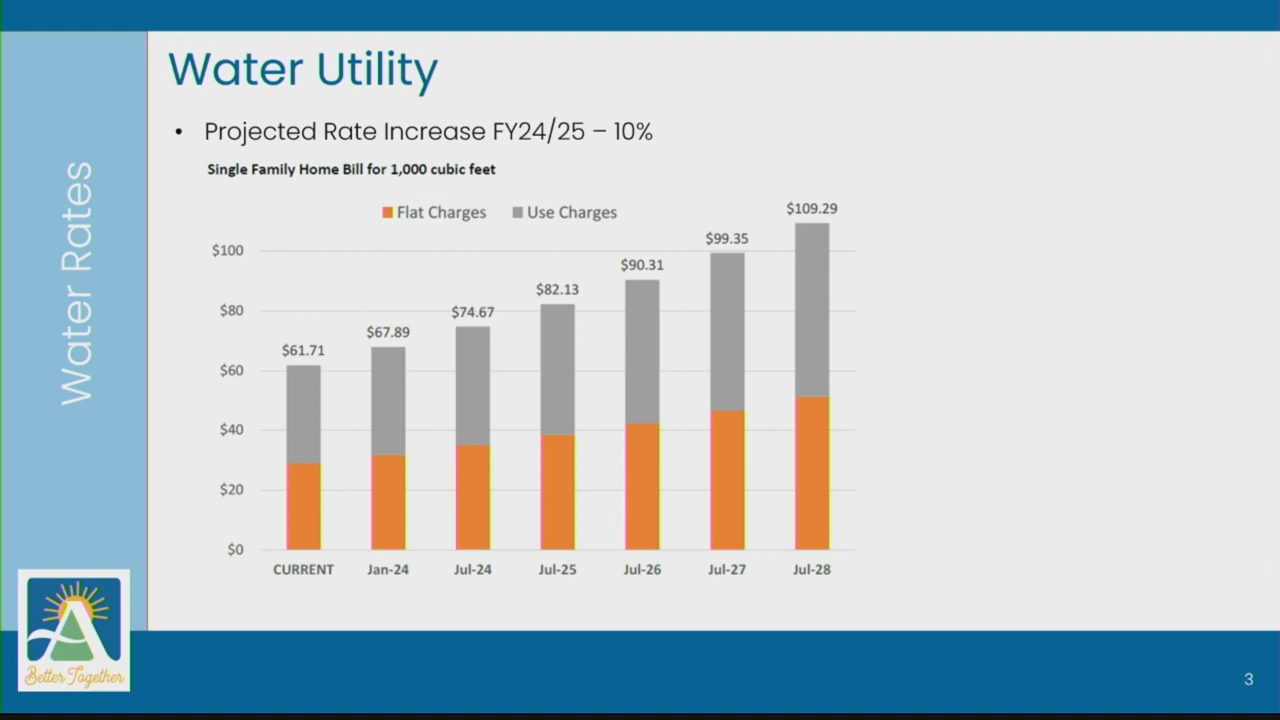 Water Utility
• Projected Rate Increase FY24/25 – 10%
Single Family Home Bill for 1,000 cubic feet
Flat Charges Use Charges
$109.29
$99.35
$90.31
$82.13
$74.67
$67.89
$61.71
$100
$80
$60
$40
$20
$0
CURRENT Jan-24 Jul-24 Jul-25 Jul-26 Jul-27 Jul-28
Water Rates
A
Better Together
3